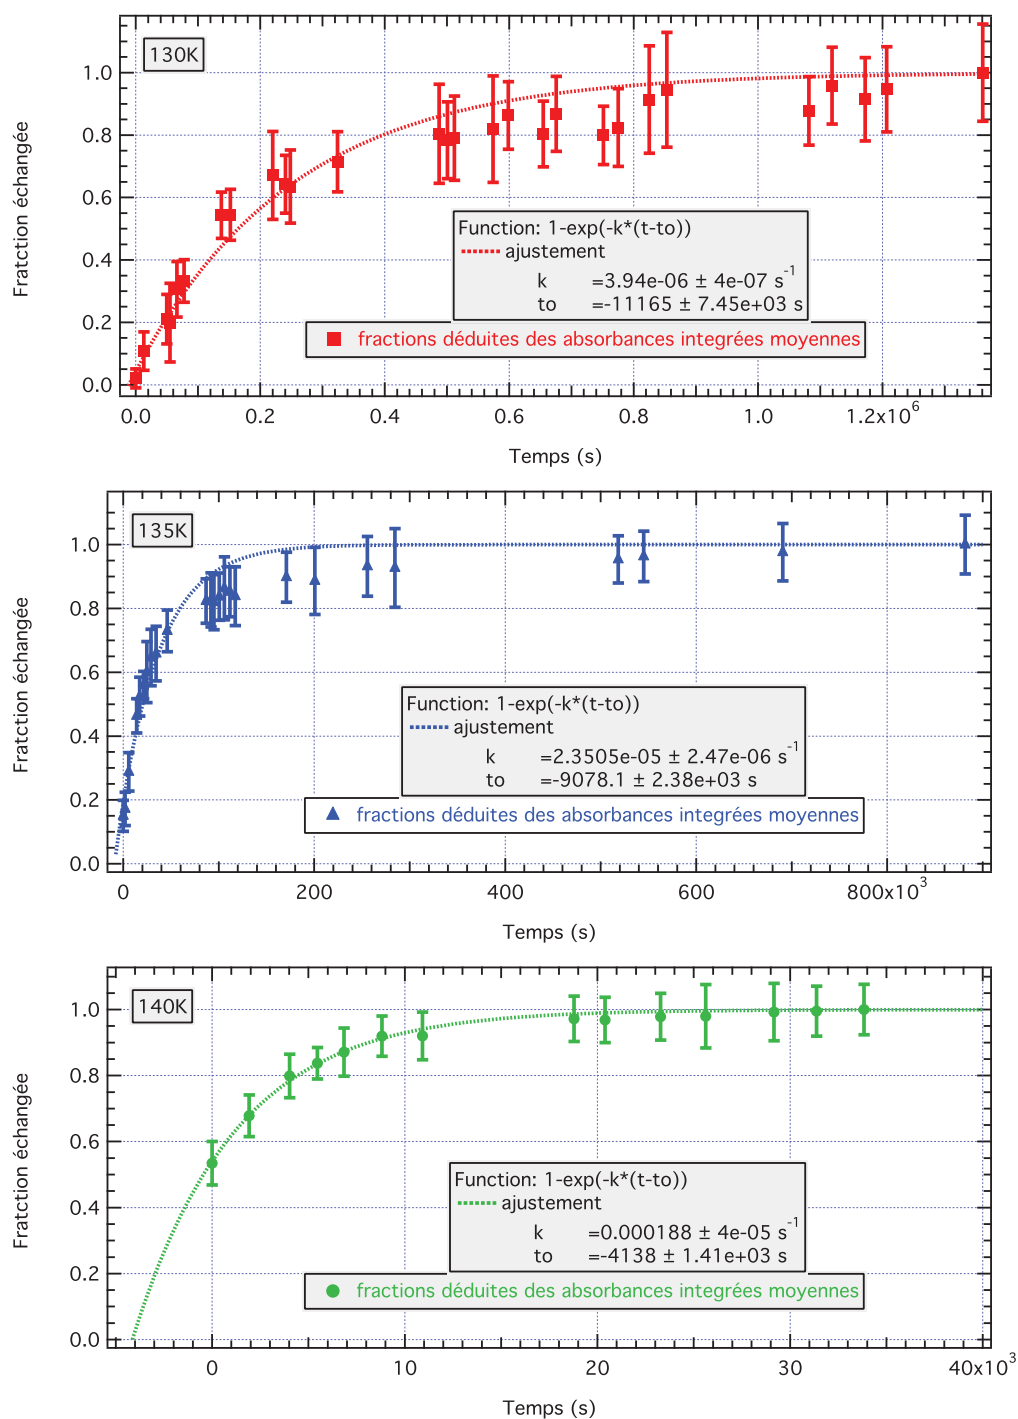 130K
Fratction échangée
1.0
0.8
0.6
0.4
0.2
0.0
Function: 1-exp(-k*(t-to))
ajustement
k =3.94e-06 ± 4e-07 s-1
to =-11165 ± 7.45e+03 s
fractions déduites des absorbances integrées moyennes
0.0 0.2 0.4 0.6 0.8 1.0 1.2x10^6
Temps (s)
135K
Fratction échangée
1.0
0.8
0.6
0.4
0.2
0.0
Function: 1-exp(-k*(t-to))
ajustement
k =2.3505e-05 ± 2.47e-06 s-1
to =-9078.1 ± 2.38e+03 s
fractions déduites des absorbances integrées moyennes
0 200 400 600 800x10^3
Temps (s)
140K
Fratction échangée
1.0
0.8
0.6
0.4
0.2
0.0
Function: 1-exp(-k*(t-to))
ajustement
k =0.000188 ± 4e-05 s-1
to =-4138 ± 1.41e+03 s
fractions déduites des absorbances integrées moyennes
0 10 20 30 40x10^3
Temps (s)